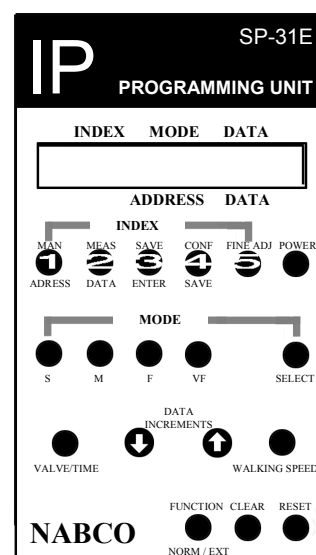 SP-31E
IP
PROGRAMMING UNIT
INDEX MODE DATA
ADDRESS DATA
INDEX
MAN MEAS SAVE CONF FINE ADJ POWER
1 2 3 4 5
ADRESS DATA ENTER SAVE
MODE
S M F VF SELECT
DATA
INCREMENTS
VALVE/TIME WALKING SPEED
FUNCTION CLEAR RESET
NABCO
NORM / EXT